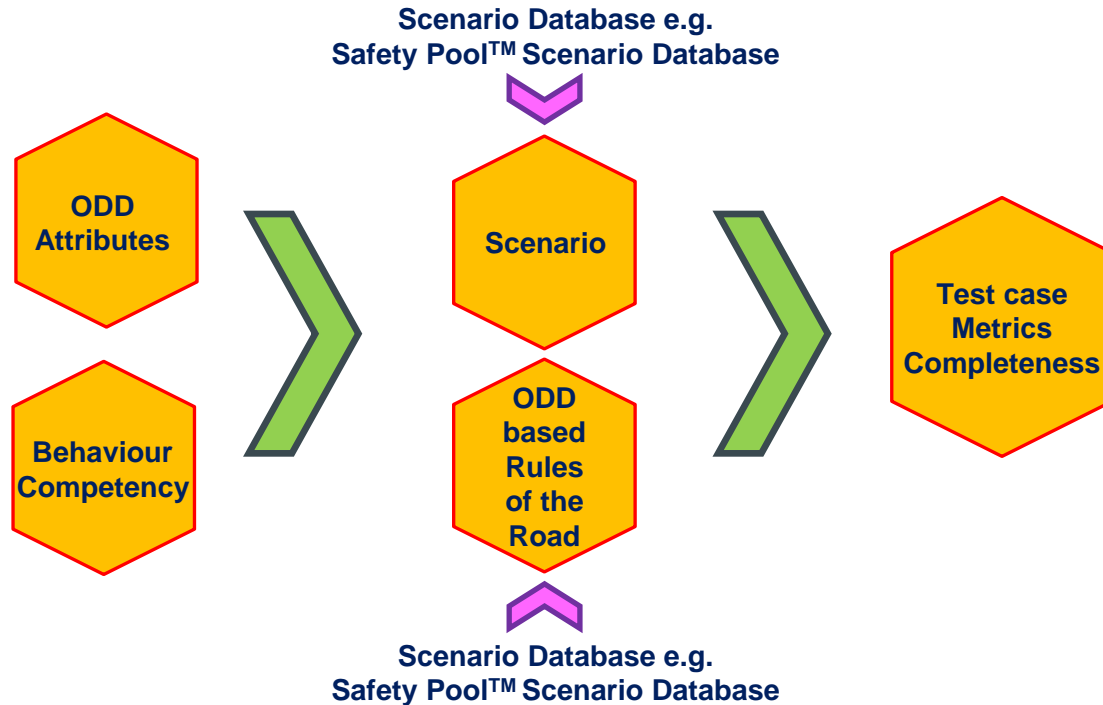 Scenario Database e.g.
Safety Pool™ Scenario Database
ODD
Attributes
Behaviour
Competency
Scenario
ODD
based
Rules
of the
Road
Test case
Metrics
Completeness
Scenario Database e.g.
Safety Pool™ Scenario Database